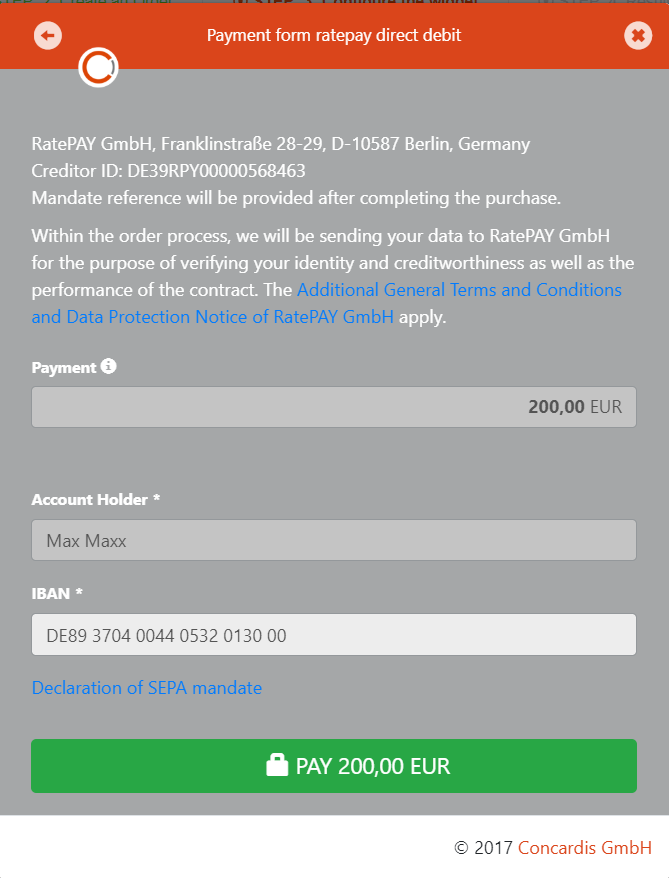 Payment form ratepay direct debit
RatePAY GmbH, Franklinstraße 28-29, D-10587 Berlin, Germany
Creditor ID: DE39RPY00000568463
Mandate reference will be provided after completing the purchase.
Within the order process, we will be sending your data to RatePAY GmbH
for the purpose of verifying your identity and creditworthiness as well as the
performance of the contract. The Additional General Terms and Conditions
and Data Protection Notice of RatePAY GmbH apply.
Payment
200,00 EUR
Account Holder *
Max Maxx
IBAN *
DE89 3704 0044 0532 0130 00
Declaration of SEPA mandate
PAY 200,00 EUR
© 2017 Concardis GmbH